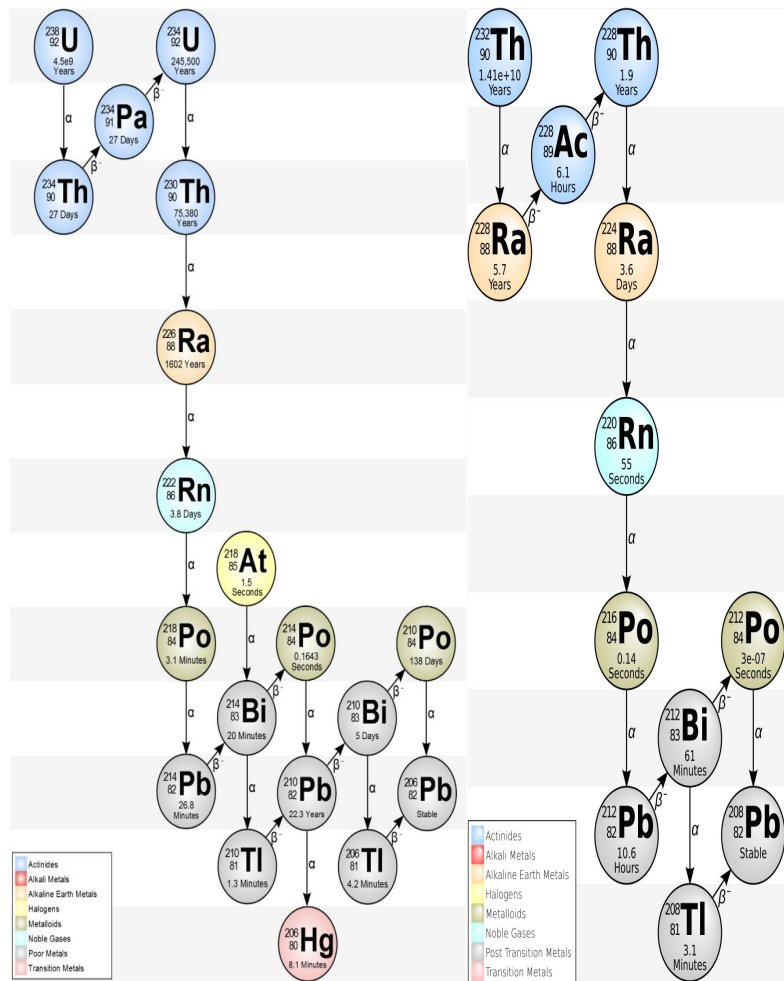 238
92 U
4.5e9
Years
α
234
90 Th
27 Days
β⁻
234
91 Pa
27 Days
β⁻
234
92 U
245,500
Years
α
230
90 Th
75,380
Years
α
226
88 Ra
1602 Years
α
222
86 Rn
3.8 Days
α
218
85 At
1.5
Seconds
α
218
84 Po
3.1 Minutes
α
214
82 Pb
26.8
Minutes
β⁻
214
83 Bi
20 Minutes
β⁻
α
214
84 Po
0.1643
Seconds
α
210
81 Tl
1.3 Minutes
β⁻
210
82 Pb
22.3 Years
β⁻
α
210
83 Bi
5 Days
β⁻
α
210
84 Po
138 Days
α
206
81 Tl
4.2 Minutes
β⁻
206
82 Pb
Stable
206
80 Hg
8.1 Minutes
Actinides
Alkali Metals
Alkaline Earth Metals
Halogens
Metalloids
Noble Gases
Poor Metals
Transition Metals
232
90 Th
1.41e+10
Years
α
228
88 Ra
5.7
Years
β⁻
228
89 Ac
6.1
Hours
β⁻
228
90 Th
1.9
Years
α
224
88 Ra
3.6
Days
α
220
86 Rn
55
Seconds
α
216
84 Po
0.14
Seconds
α
212
82 Pb
10.6
Hours
β⁻
212
83 Bi
61
Minutes
β⁻
α
212
84 Po
3e-07
Seconds
α
208
81 Tl
3.1
Minutes
β⁻
208
82 Pb
Stable
Actinides
Alkali Metals
Alkaline Earth Metals
Halogens
Metalloids
Noble Gases
Post Transition Metals
Transition Metals